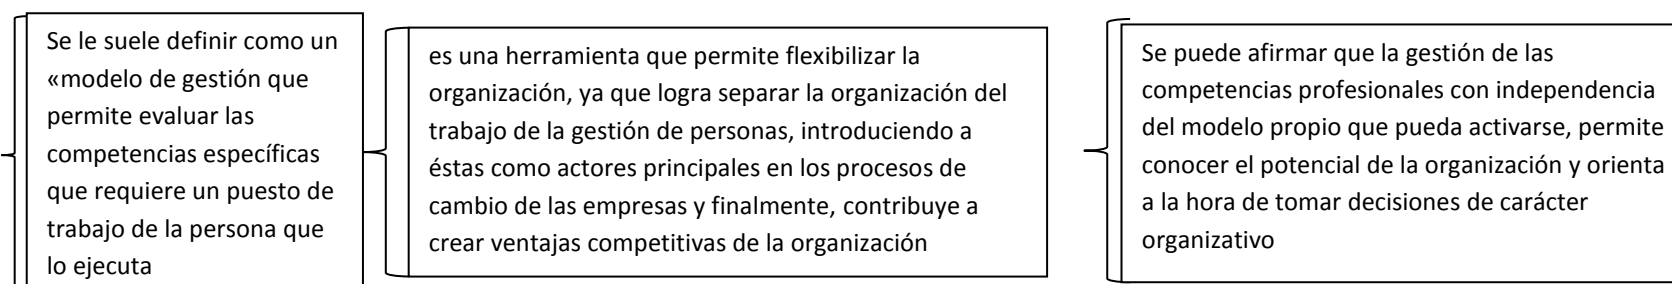 Se le suele definir como un
«modelo de gestión que
permite evaluar las
competencias específicas
que requiere un puesto de
trabajo de la persona que
lo ejecuta
es una herramienta que permite flexibilizar la
organización, ya que logra separar la organización del
trabajo de la gestión de personas, introduciendo a
éstas como actores principales en los procesos de
cambio de las empresas y finalmente, contribuye a
crear ventajas competitivas de la organización
Se puede afirmar que la gestión de las
competencias profesionales con independencia
del modelo propio que pueda activarse, permite
conocer el potencial de la organización y orienta
a la hora de tomar decisiones de carácter
organizativo